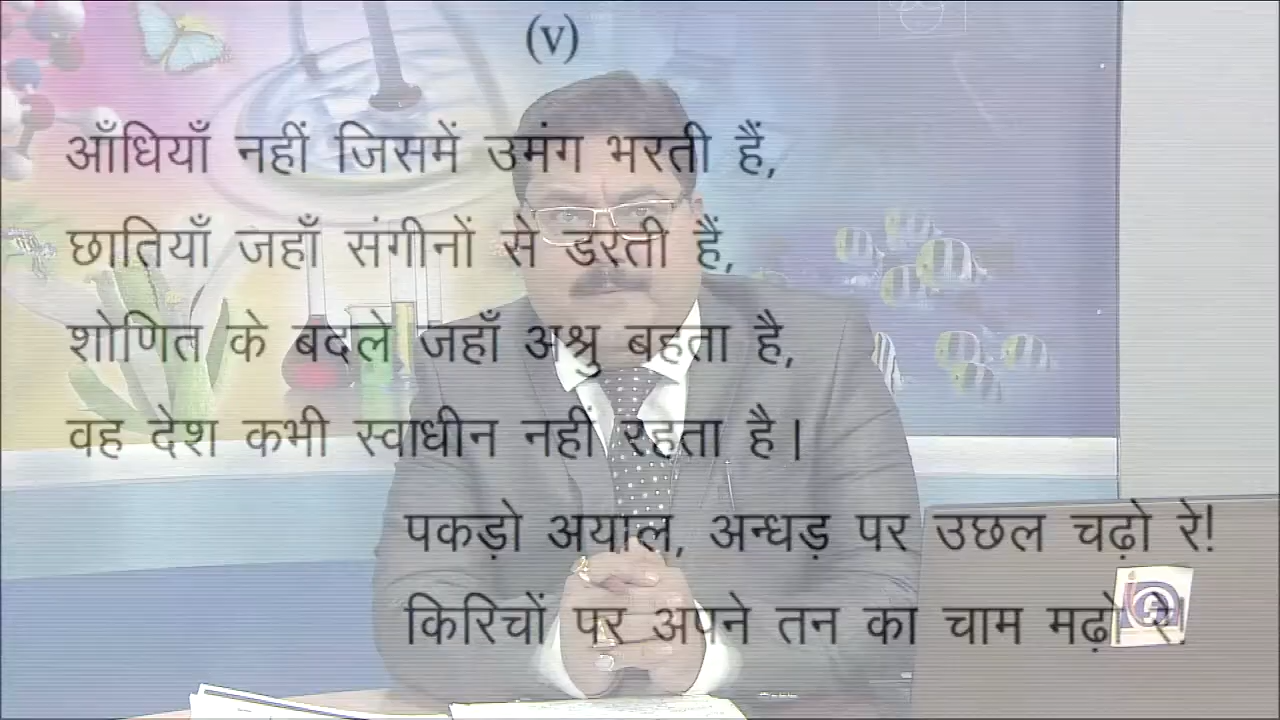 (v)
आँधियाँ नहीं जिसमें उमंग भरती हैं,
छातियाँ जहाँ संगीनों से डरती हैं,
शोणित के बदले जहाँ अश्रु बहता है,
वह देश कभी स्वाधीन नहीं रहता है।
पकड़ो अयाल, अन्धड़ पर उछल चढ़ो रे!
किरिचों पर अपने तन का चाम मढ़ो रे!